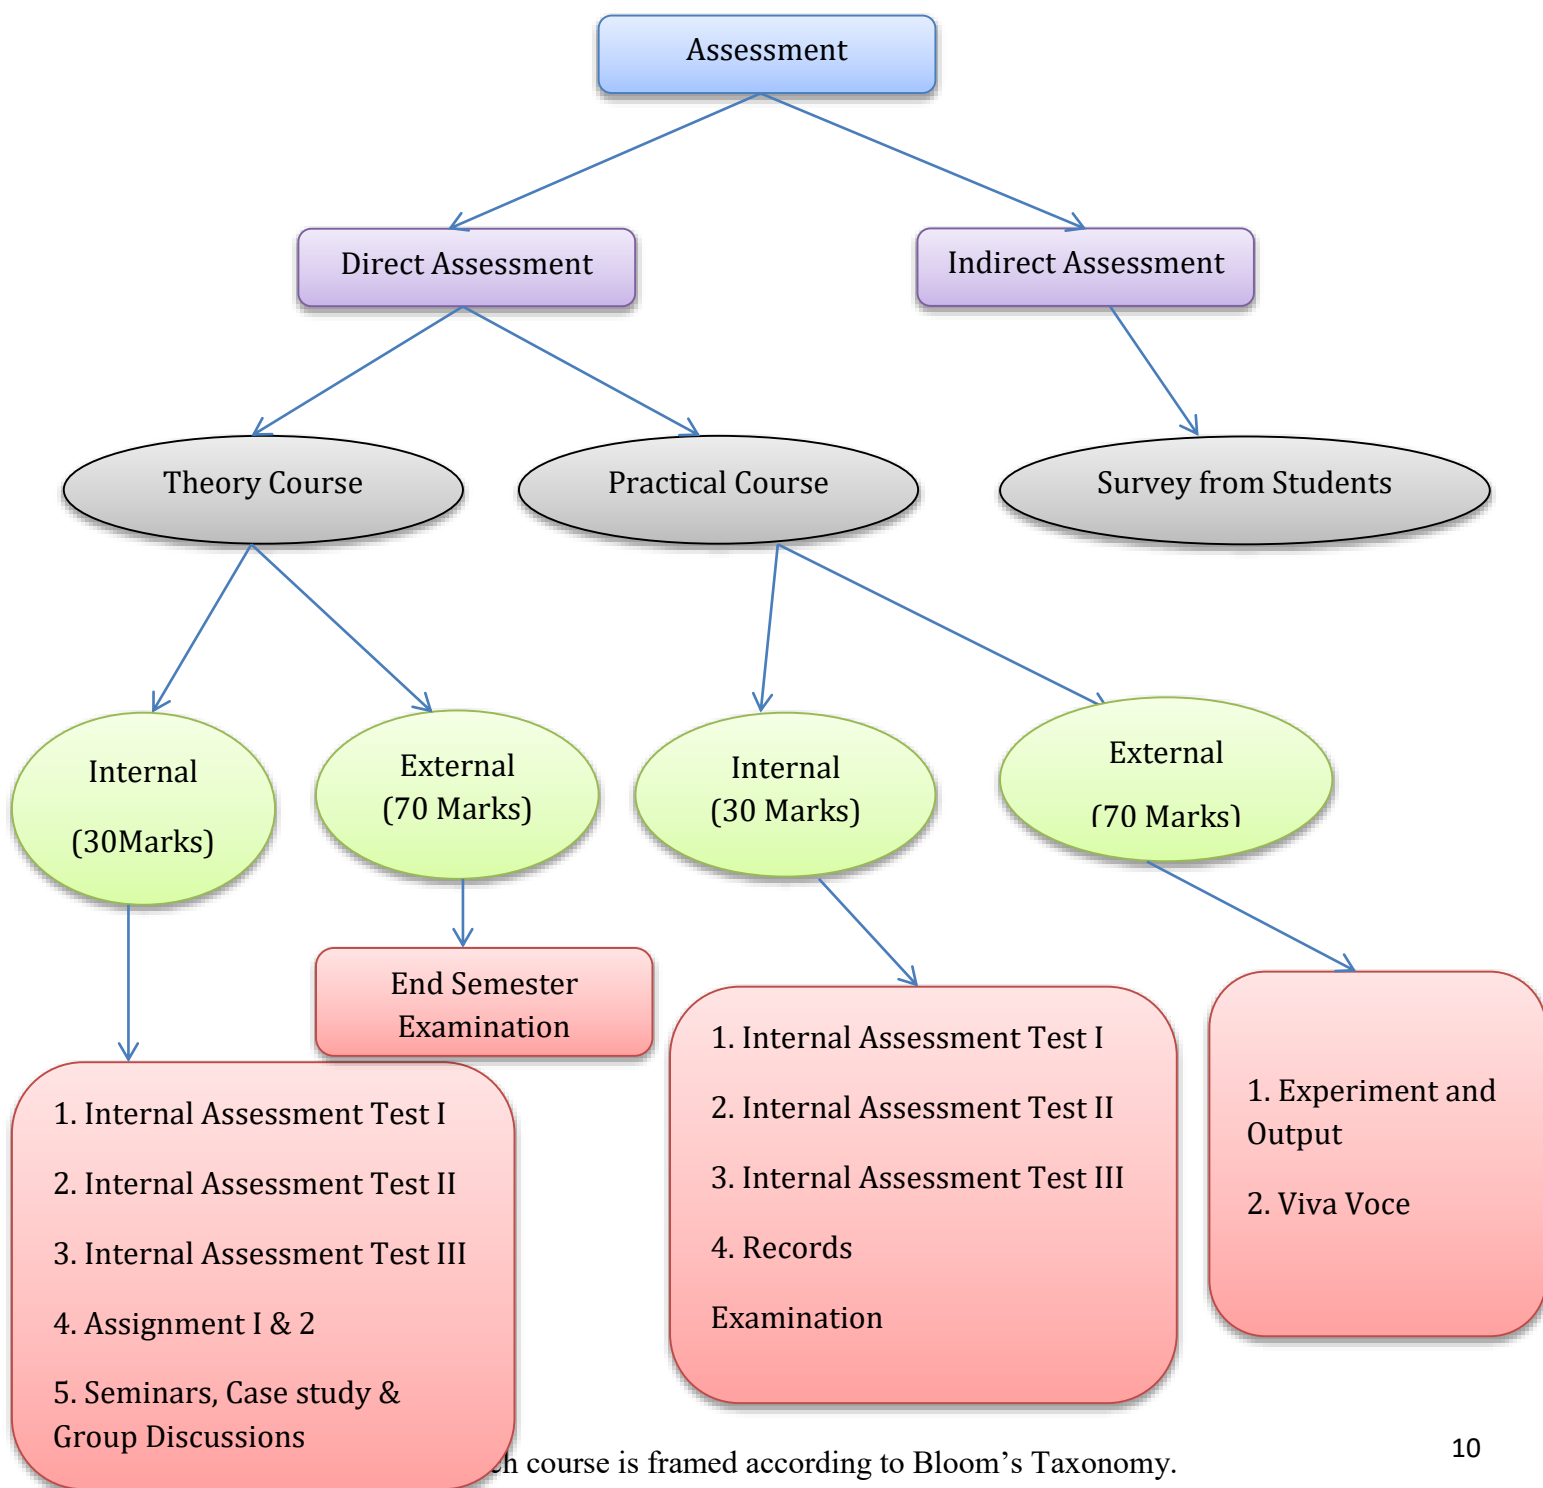 Assessment
Direct Assessment
Indirect Assessment
Theory Course
Practical Course
Survey from Students
Internal
(30Marks)
External
(70 Marks)
Internal
(30 Marks)
External
(70 Marks)
End Semester
Examination
1. Internal Assessment Test I
2. Internal Assessment Test II
3. Internal Assessment Test III
4. Assignment I & 2
5. Seminars, Case study &
Group Discussions
1. Internal Assessment Test I
2. Internal Assessment Test II
3. Internal Assessment Test III
4. Records
Examination
1. Experiment and
Output
2. Viva Voce
course is framed according to Bloom’s Taxonomy.
10